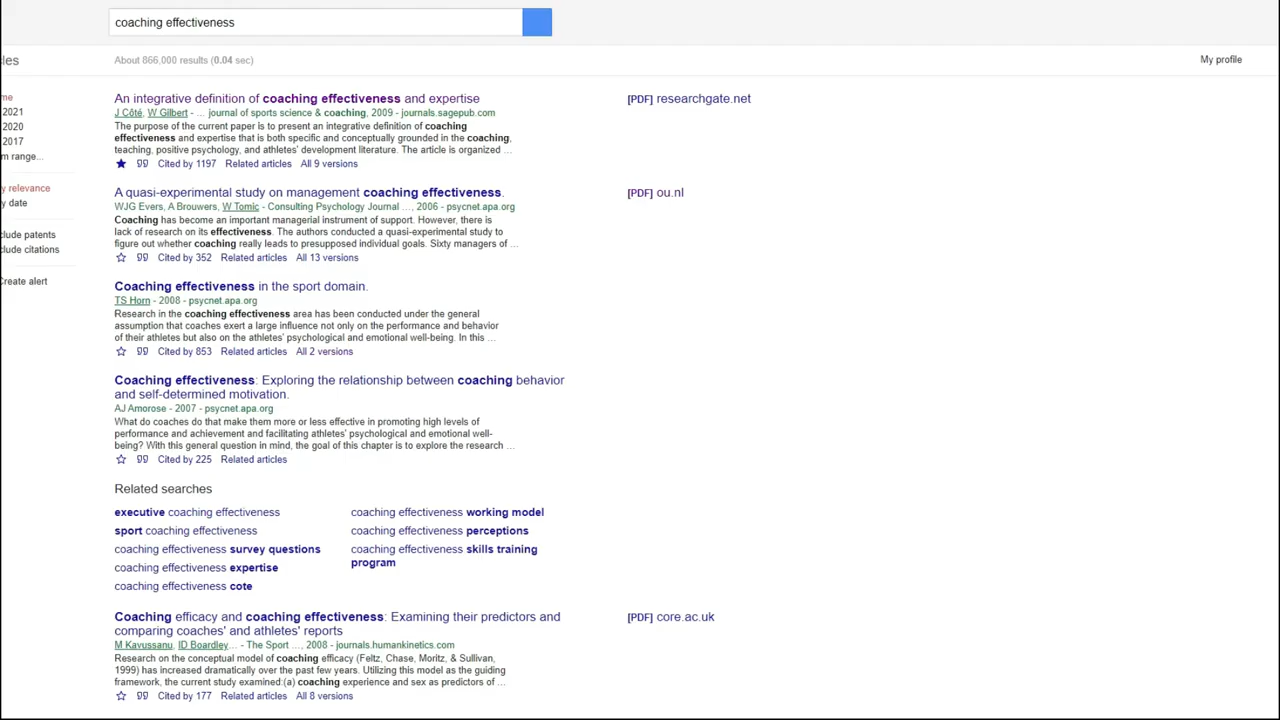 coaching effectiveness
cles
About 866,000 results (0.04 sec)
My profile
me
2021
2020
2017
m range...
y relevance
y date
clude patents
clude citations
Create alert
An integrative definition of coaching effectiveness and expertise
[PDF] researchgate.net
J Côté, W Gilbert - ... journal of sports science & coaching, 2009 - journals.sagepub.com
The purpose of the current paper is to present an integrative definition of coaching
effectiveness and expertise that is both specific and conceptually grounded in the coaching,
teaching, positive psychology, and athletes' development literature. The article is organized ...
Cited by 1197 Related articles All 9 versions
A quasi-experimental study on management coaching effectiveness.
[PDF] ou.nl
WJG Evers, A Brouwers, W Tomic - Consulting Psychology Journal ..., 2006 - psycnet.apa.org
Coaching has become an important managerial instrument of support. However, there is
lack of research on its effectiveness. The authors conducted a quasi-experimental study to
figure out whether coaching really leads to presupposed individual goals. Sixty managers of ...
Cited by 352 Related articles All 13 versions
Coaching effectiveness in the sport domain.
TS Horn - 2008 - psycnet.apa.org
Research in the coaching effectiveness area has been conducted under the general
assumption that coaches exert a large influence not only on the performance and behavior
of their athletes but also on the athletes' psychological and emotional well-being. In this ...
Cited by 853 Related articles All 2 versions
Coaching effectiveness: Exploring the relationship between coaching behavior
and self-determined motivation.
AJ Amorose - 2007 - psycnet.apa.org
What do coaches do that make them more or less effective in promoting high levels of
performance and achievement and facilitating athletes' psychological and emotional well-
being? With this general question in mind, the goal of this chapter is to explore the research ...
Cited by 225 Related articles
Related searches
executive coaching effectiveness
sport coaching effectiveness
coaching effectiveness survey questions
coaching effectiveness expertise
coaching effectiveness cote
coaching effectiveness working model
coaching effectiveness perceptions
coaching effectiveness skills training
program
Coaching efficacy and coaching effectiveness: Examining their predictors and
comparing coaches' and athletes' reports
[PDF] core.ac.uk
M Kavussanu, ID Boardley... - The Sport ..., 2008 - journals.humankinetics.com
Research on the conceptual model of coaching efficacy (Feltz, Chase, Moritz, & Sullivan,
1999) has increased dramatically over the past few years. Utilizing this model as the guiding
framework, the current study examined:(a) coaching experience and sex as predictors of ...
Cited by 177 Related articles All 8 versions